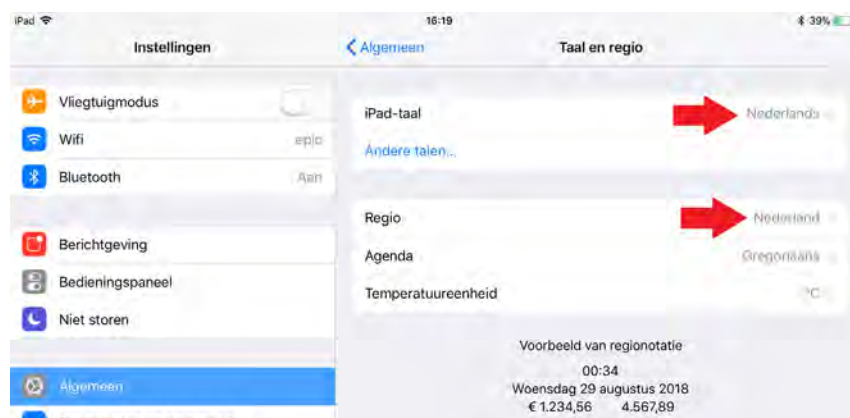 iPad 16:19 39%
Instellingen
Algemeen Taal en regio
Vliegtuigmodus
Wifi epic
Bluetooth Aan
Berichtgeving
Bedieningspaneel
Niet storen
Algemeen
iPad-taal Nederlands
Andere talen...
Regio Nederland
Agenda Gregoriaans
Temperatuureenheid °C
Voorbeeld van regionotatie
00:34
Woensdag 29 augustus 2018
€ 1.234,56 4.567,89